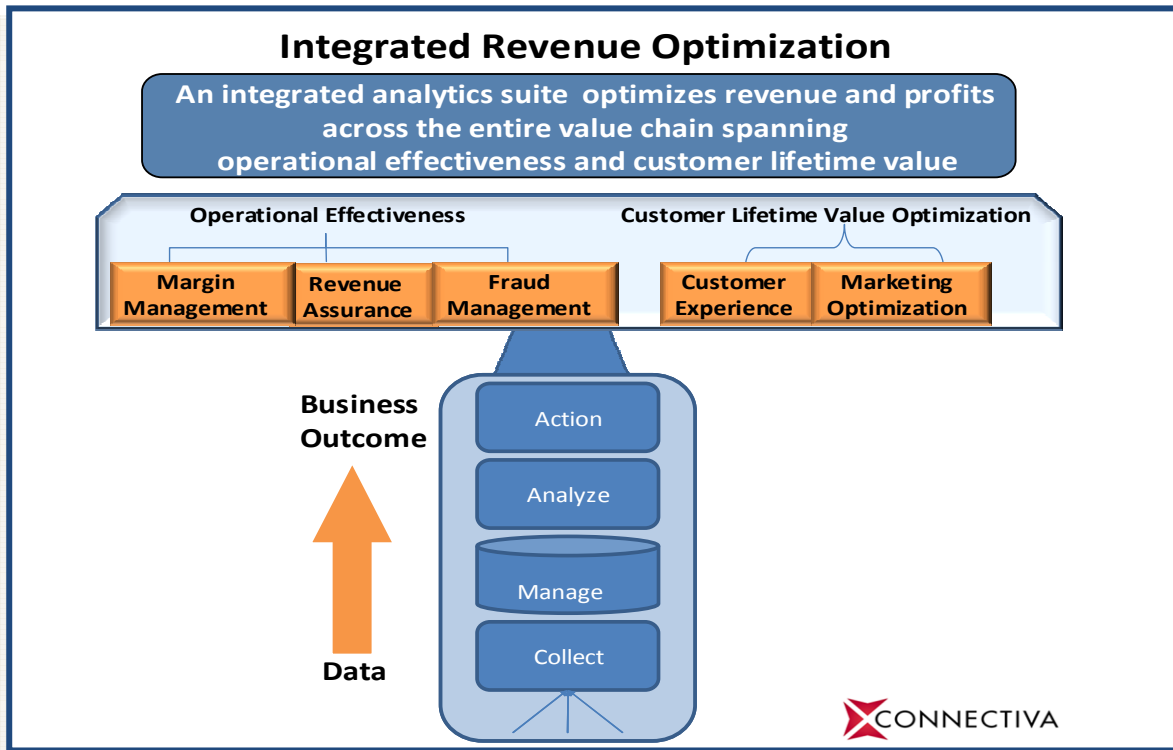 Integrated Revenue Optimization
An integrated analytics suite optimizes revenue and profits
across the entire value chain spanning
operational effectiveness and customer lifetime value
Operational Effectiveness
Customer Lifetime Value Optimization
Margin
Management
Revenue
Assurance
Fraud
Management
Customer
Experience
Marketing
Optimization
Business
Outcome
Data
Action
Analyze
Manage
Collect
CONNECTIVA